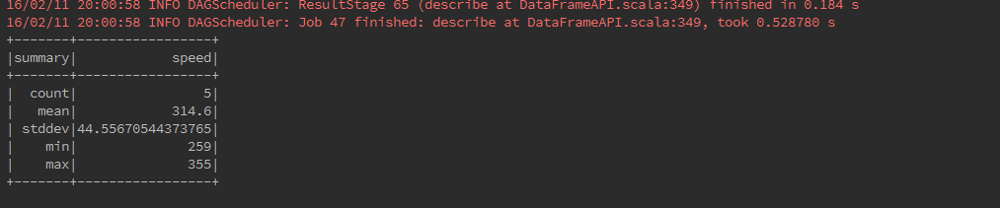 16/02/11 20:00:58 INFO DAGScheduler: ResultStage 65 (describe at DataFrameAPI.scala:349) finished in 0.184 s
16/02/11 20:00:58 INFO DAGScheduler: Job 47 finished: describe at DataFrameAPI.scala:349, took 0.528780 s
+-------+-----------------+
|summary|            speed|
+-------+-----------------+
|  count|                5|
|   mean|            314.6|
| stddev|44.55670544373765|
|    min|              259|
|    max|              355|
+-------+-----------------+